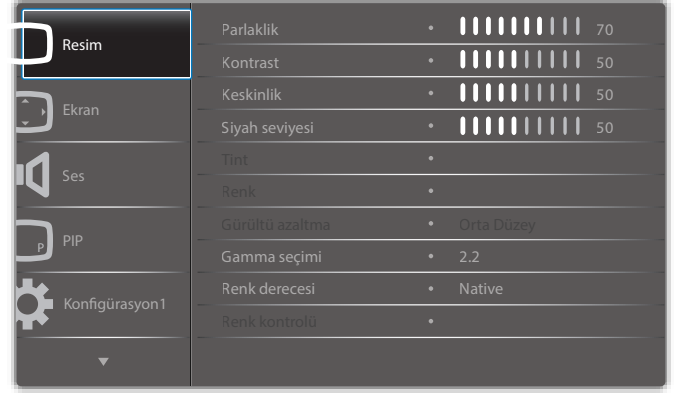 Resim
Ekran
Ses
P
PIP
Konfigürasyon1
Parlaklik • 70
Kontrast • 50
Keskinlik • 50
Siyah seviyesi • 50
Tint •
Renk •
Gürültü azaltma • Orta Düzey
Gamma seçimi • 2.2
Renk derecesi • Native
Renk kontrolü •